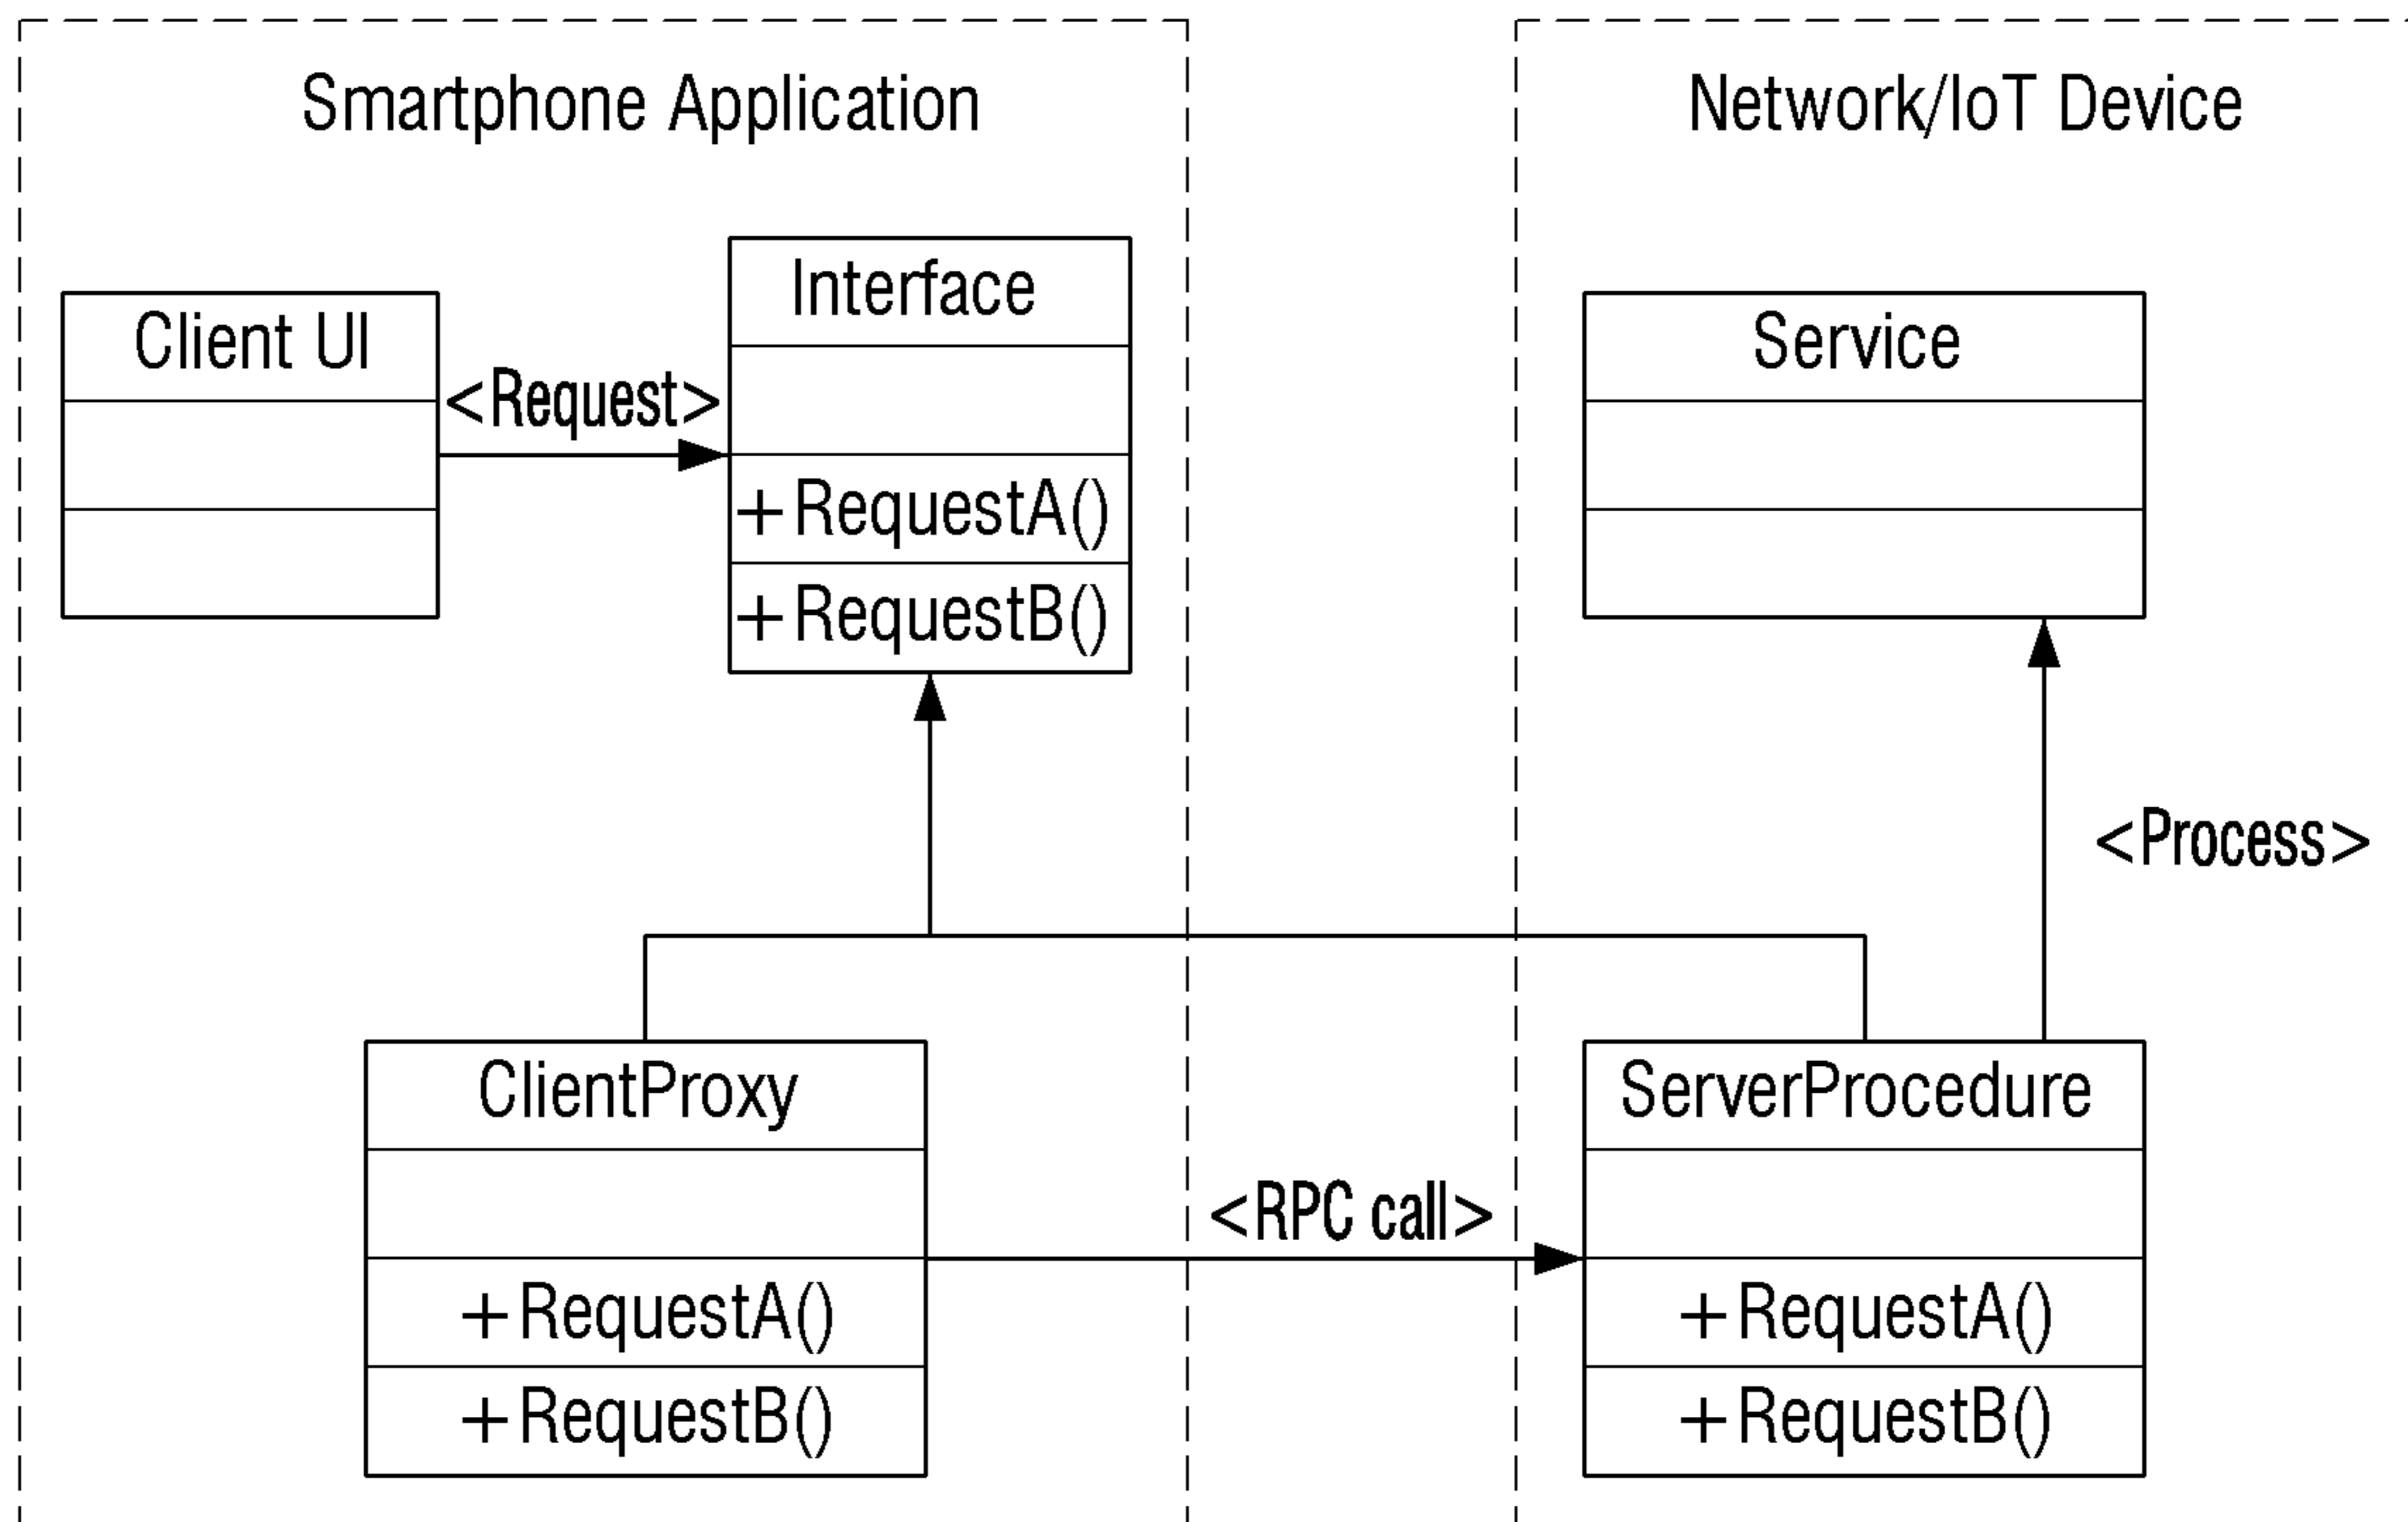 Smartphone Application
Network/IoT Device
Client UI
<Request>
Interface
+RequestA()
+RequestB()
Service
<Process>
ClientProxy
+RequestA()
+RequestB()
<RPC call>
ServerProcedure
+RequestA()
+RequestB()